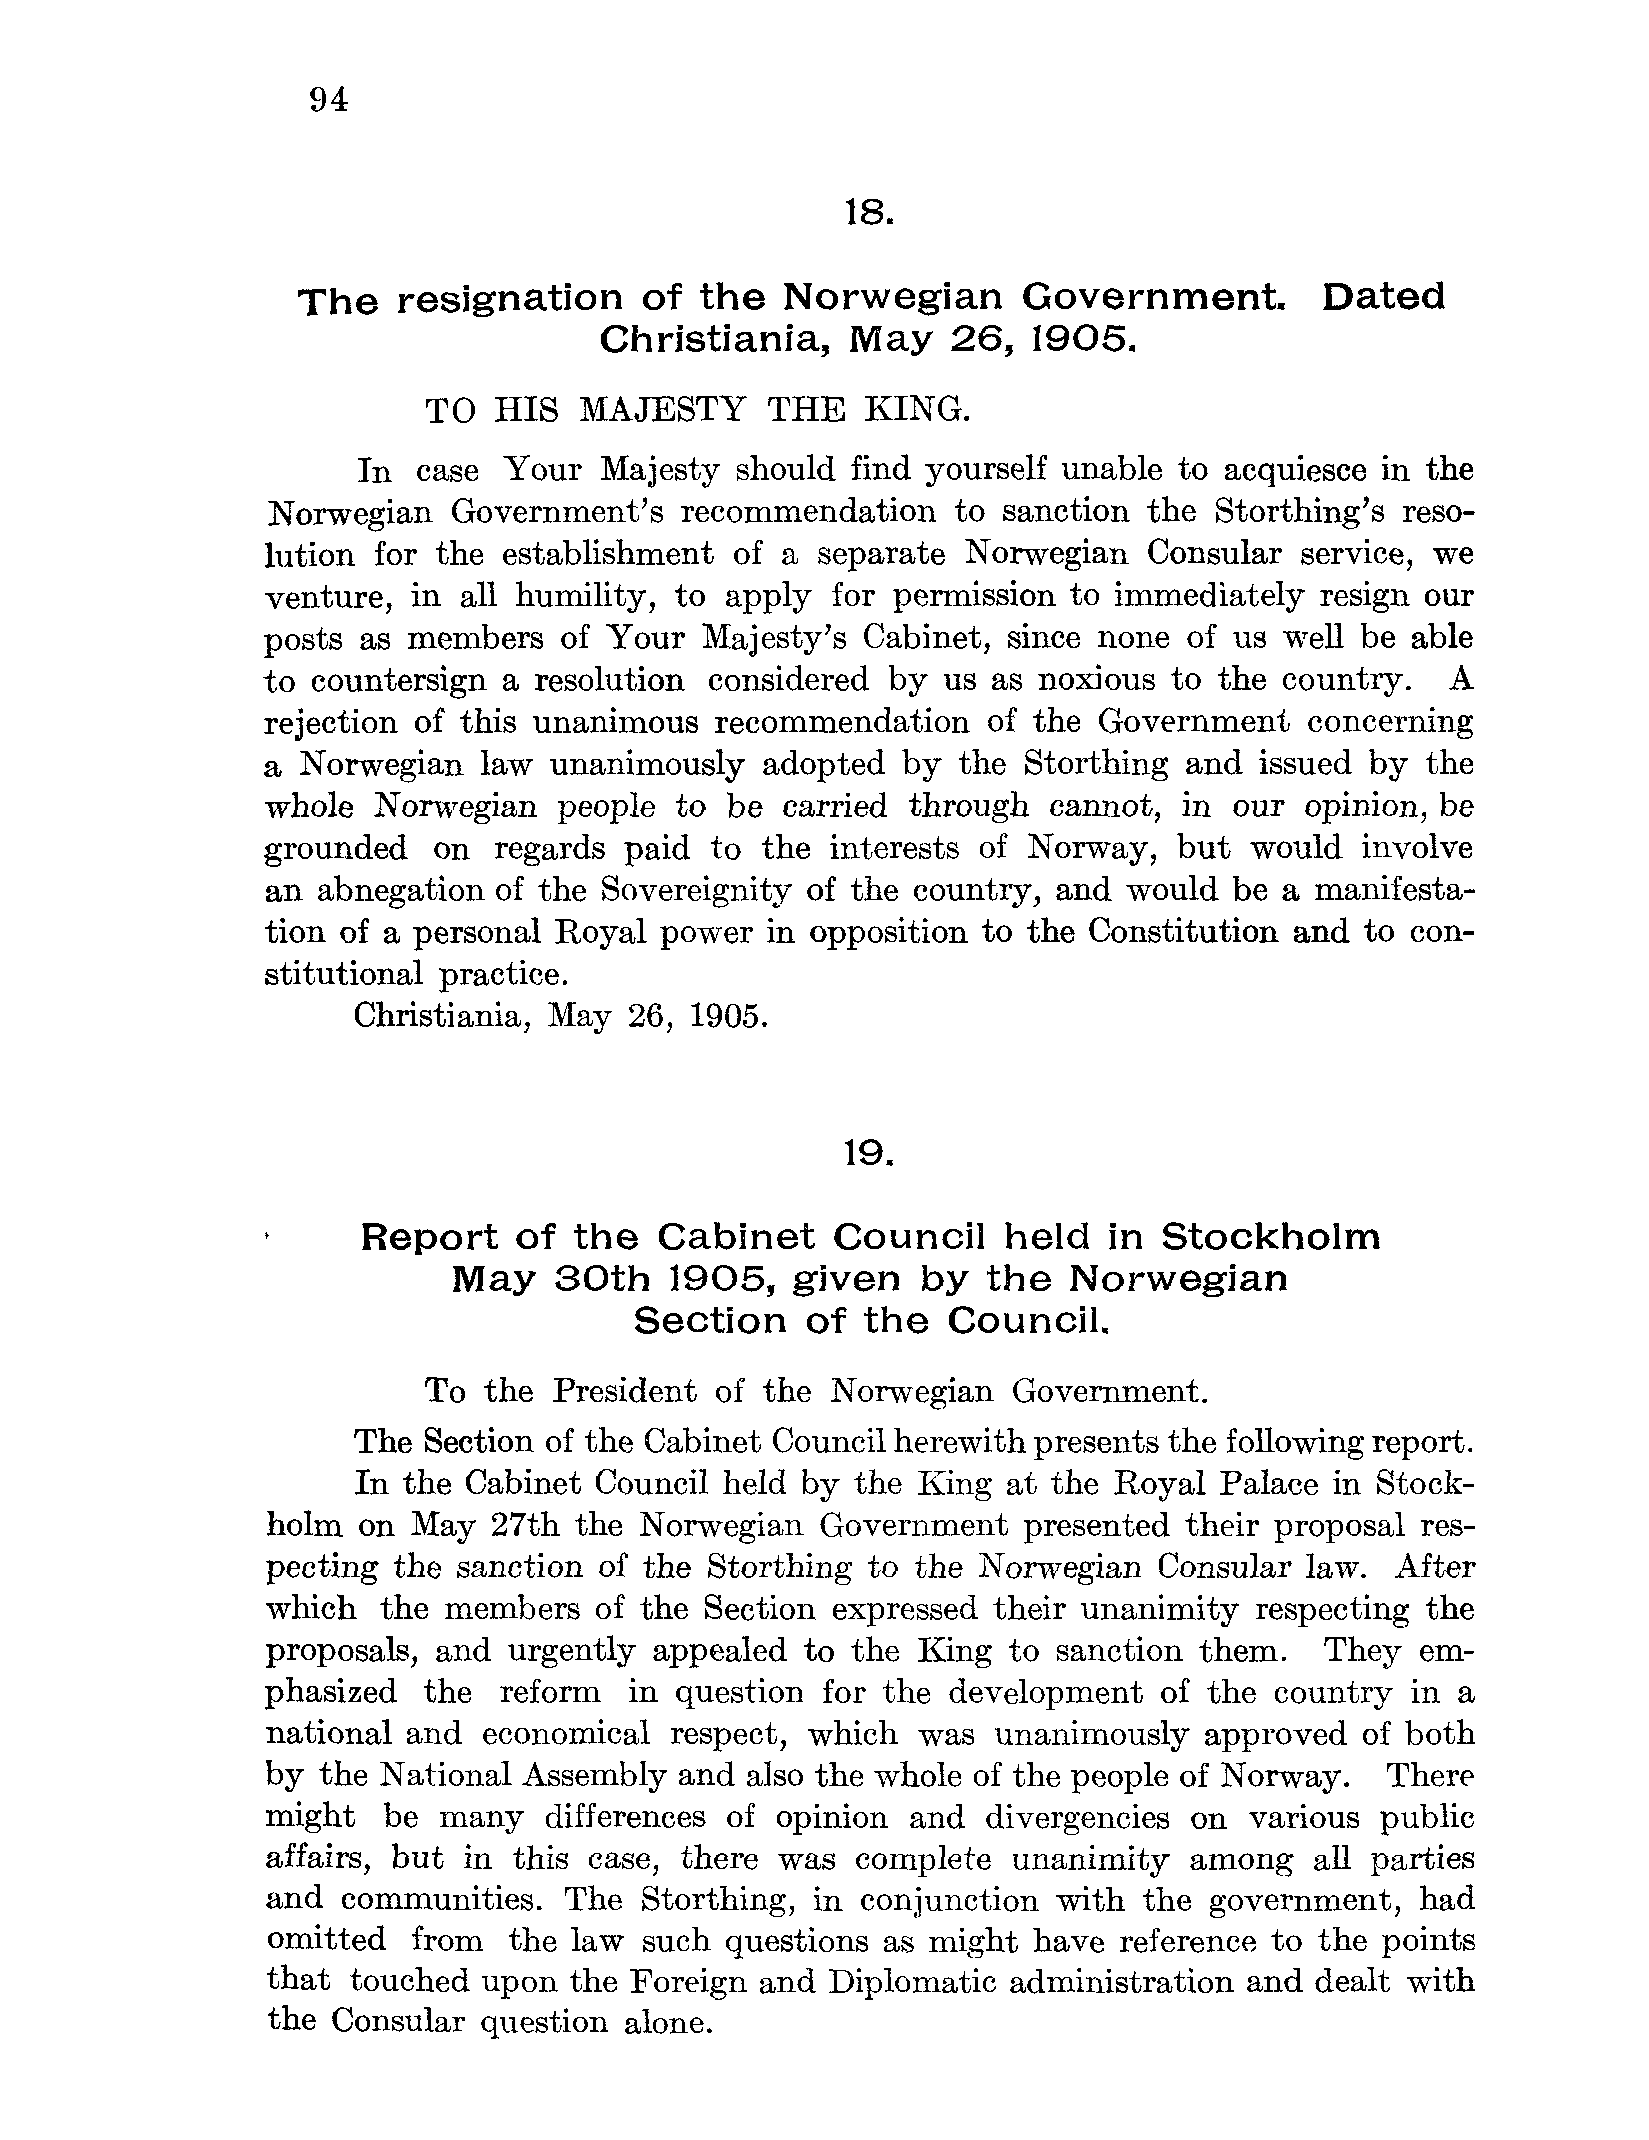 94
18.
The resignation of the Norwegian Government. Dated
Christiania, May 26, 1905.
TO HIS MAJESTY THE KING.
In case Your Majesty should find yourself unable to acquiesce in the
Norwegian Government's recommendation to sanction the Storthing's reso-
lution for the establishment of a separate Norwegian Consular service, we
venture, in all humility, to apply for permission to immediately resign our
posts as members of Your Majesty's Cabinet, since none of us well be able
to countersign a resolution considered by us as noxious to the country. A
rejection of this unanimous recommendation of the Government concerning
a Norwegian law unanimously adopted by the Storthing and issued by the
whole Norwegian people to be carried through cannot, in our opinion, be
grounded on regards paid to the interests of Norway, but would involve
an abnegation of the Sovereignity of the country, and would be a manifesta-
tion of a personal Royal power in opposition to the Constitution and to con-
stitutional practice.
Christiania, May 26, 1905.
19.
Report of the Cabinet Council held in Stockholm
May 30th 1905, given by the Norwegian
Section of the Council.
To the President of the Norwegian Government.
The Section of the Cabinet Council herewith presents the following report.
In the Cabinet Council held by the King at the Royal Palace in Stock-
holm on May 27th the Norwegian Government presented their proposal res-
pecting the sanction of the Storthing to the Norwegian Consular law. After
which the members of the Section expressed their unanimity respecting the
proposals, and urgently appealed to the King to sanction them. They em-
phasized the reform in question for the development of the country in a
national and economical respect, which was unanimously approved of both
by the National Assembly and also the whole of the people of Norway. There
might be many differences of opinion and divergencies on various public
affairs, but in this case, there was complete unanimity among all parties
and communities. The Storthing, in conjunction with the government, had
omitted from the law such questions as might have reference to the points
that touched upon the Foreign and Diplomatic administration and dealt with
the Consular question alone.